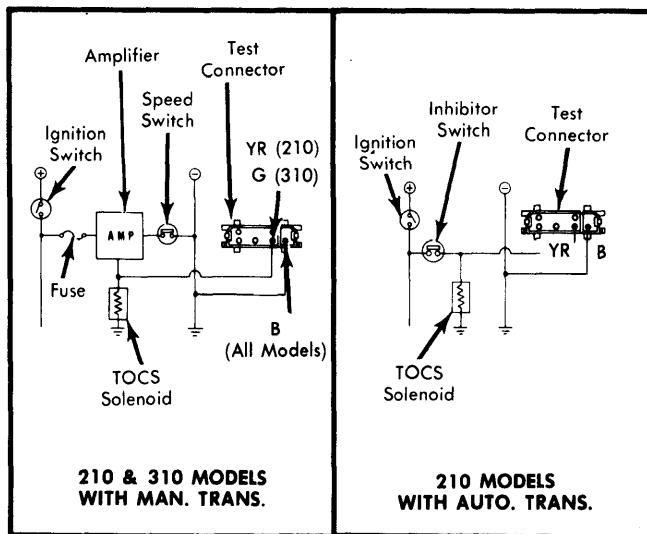 Amplifier
Test
Connector
Speed
Switch
Ignition
Switch
YR (210)
G (310)
AMP
Fuse
B
(All Models)
TOCS
Solenoid
210 & 310 MODELS
WITH MAN. TRANS.
Inhibitor
Switch
Test
Connector
Ignition
Switch
YR
B
TOCS
Solenoid
210 MODELS
WITH AUTO. TRANS.